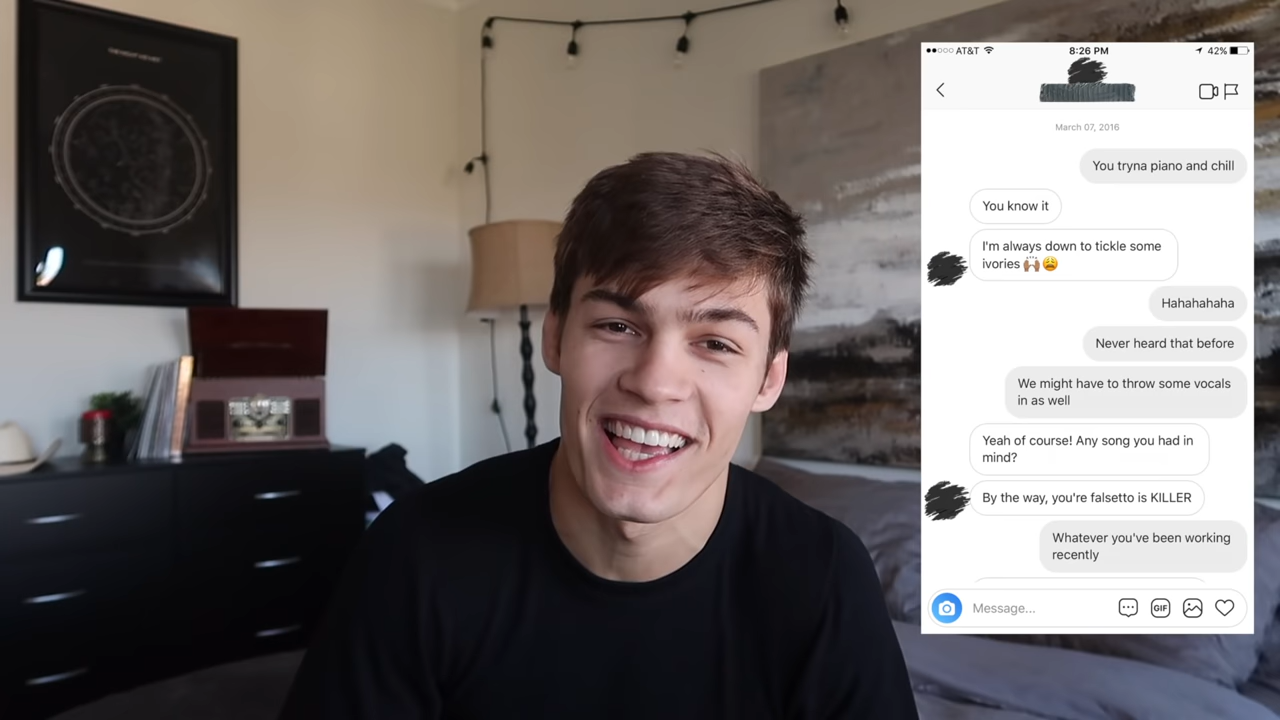 AT&T
8:26 PM
42%
March 07, 2016
You tryna piano and chill
You know it
I'm always down to tickle some
ivories 🙌🏽😩
Hahahahaha
Never heard that before
We might have to throw some vocals
in as well
Yeah of course! Any song you had in
mind?
By the way, you're falsetto is KILLER
Whatever you've been working
recently
Message...
GIF